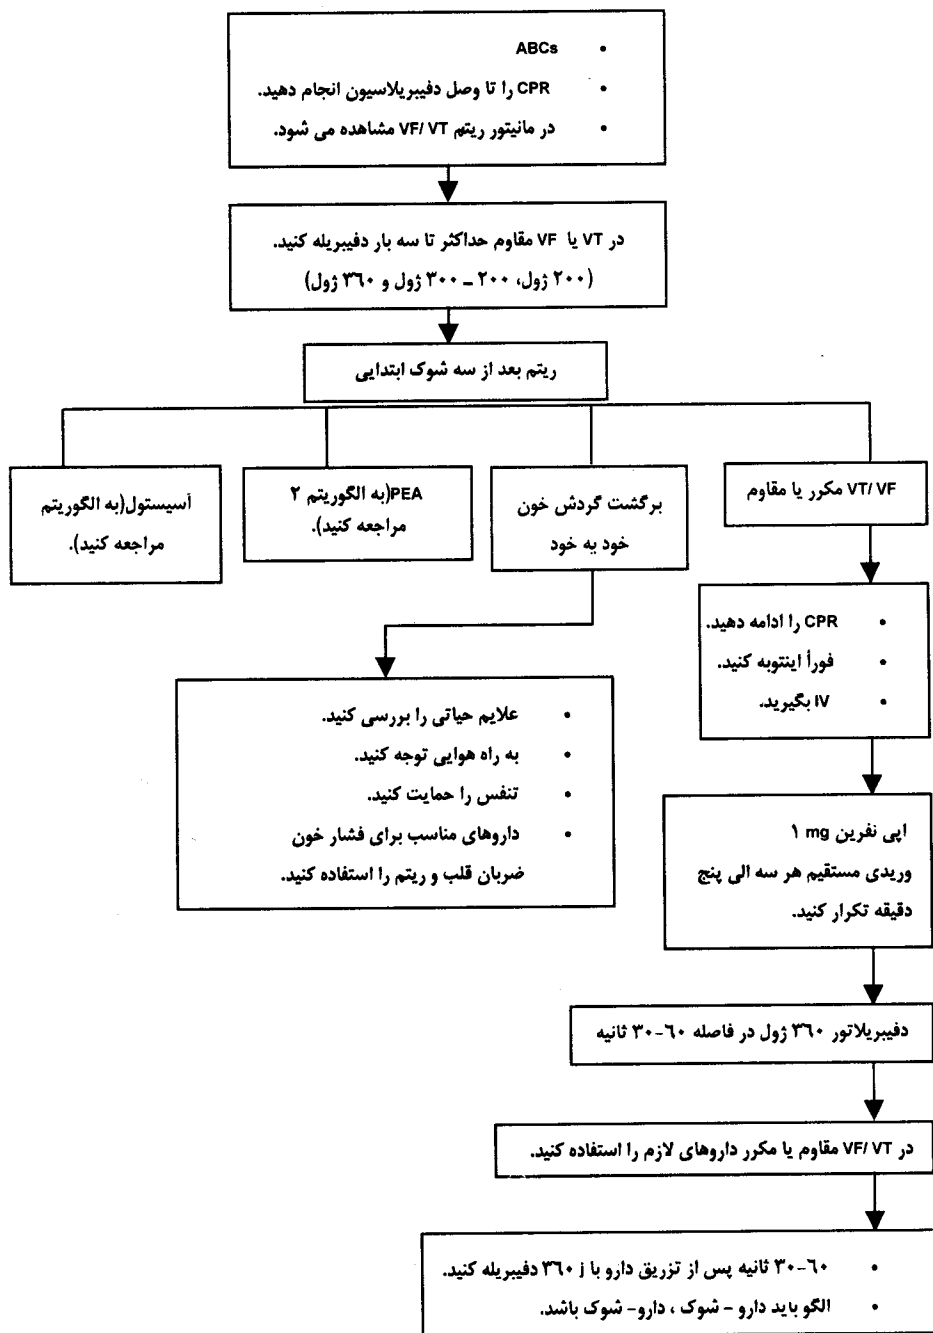 • ABCs
• CPR را تا وصل دفیبریلاسیون انجام دهید.
• در مانیتور ریتم VF/ VT مشاهده می شود.
در VT یا VF مقاوم حداکثر تا سه بار دفیبریله کنید.
(۲۰۰ ژول، ۲۰۰ – ۳۰۰ ژول و ۳٦۰ ژول)
ریتم بعد از سه شوک ابتدایی
VT/ VF مکرر یا مقاوم
برگشت گردش خون
خود به خود
PEA(به الگوریتم ۲
مراجعه کنید).
آسیستول(به الگوریتم
مراجعه کنید).
• CPR را ادامه دهید.
• فوراً اینتوبه کنید.
• IV بگیرید.
• علایم حیاتی را بررسی کنید.
• به راه هوایی توجه کنید.
• تنفس را حمایت کنید.
• داروهای مناسب برای فشار خون
ضربان قلب و ریتم را استفاده کنید.
اپی نفرین ۱ mg
وریدی مستقیم هر سه الی پنج
دقیقه تکرار کنید.
دفیبریلاتور ۳٦۰ ژول در فاصله ٦۰-۳۰ ثانیه
در VF/ VT مقاوم یا مکرر داروهای لازم را استفاده کنید.
• ٦۰-۳۰ ثانیه پس از تزریق دارو با ۳٦۰ j دفیبریله کنید.
• الگو باید دارو - شوک ، دارو- شوک باشد.